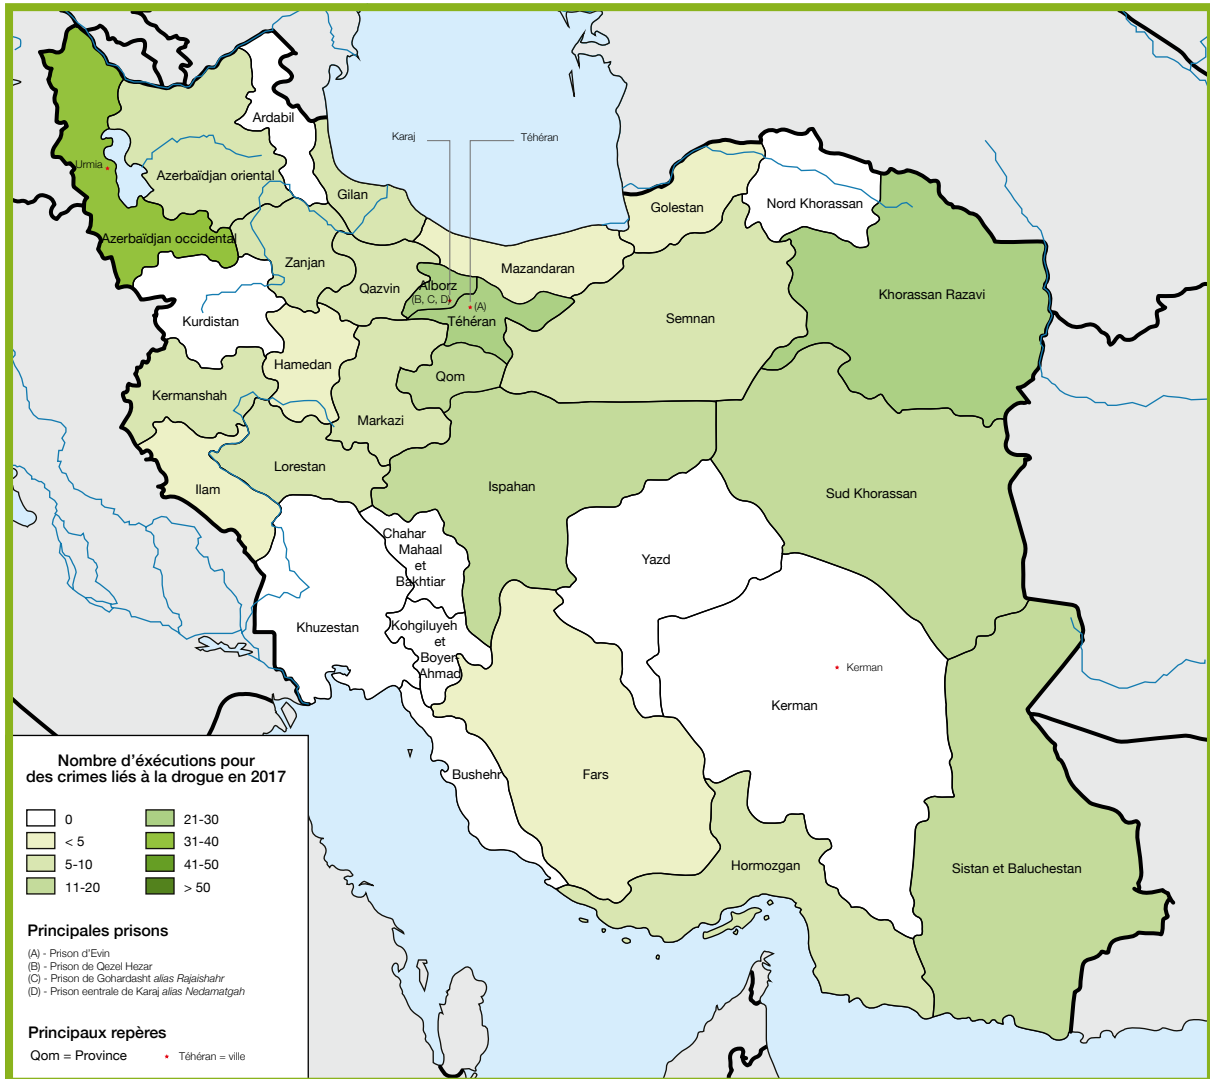 Ardabil
Karaj
Téhéran
Urmia
Azerbaïdjan oriental
Gilan
Golestan
Nord Khorassan
Azerbaïdjan occidental
Zanjan
Mazandaran
Qazvin
Alborz
(B, C, D)
(A)
Téhéran
Khorassan Razavi
Kurdistan
Semnan
Hamedan
Qom
Kermanshah
Markazi
Lorestan
Ilam
Ispahan
Sud Khorassan
Chahar
Mahaal
et
Bakhtiar
Yazd
Khuzestan
Kohgiluyeh
et
Boyer-
Ahmad
Kerman
Kerman
Bushehr
Fars
Hormozgan
Sistan et Baluchestan
Nombre d'éxécutions pour
des crimes liés à la drogue en 2017
0
< 5
5-10
11-20
21-30
31-40
41-50
> 50
Principales prisons
(A) - Prison d'Evin
(B) - Prison de Qezel Hezar
(C) - Prison de Gohardasht alias Rajaishahr
(D) - Prison eentrale de Karaj alias Nedamatgah
Principaux repères
Qom = Province
Téhéran = ville